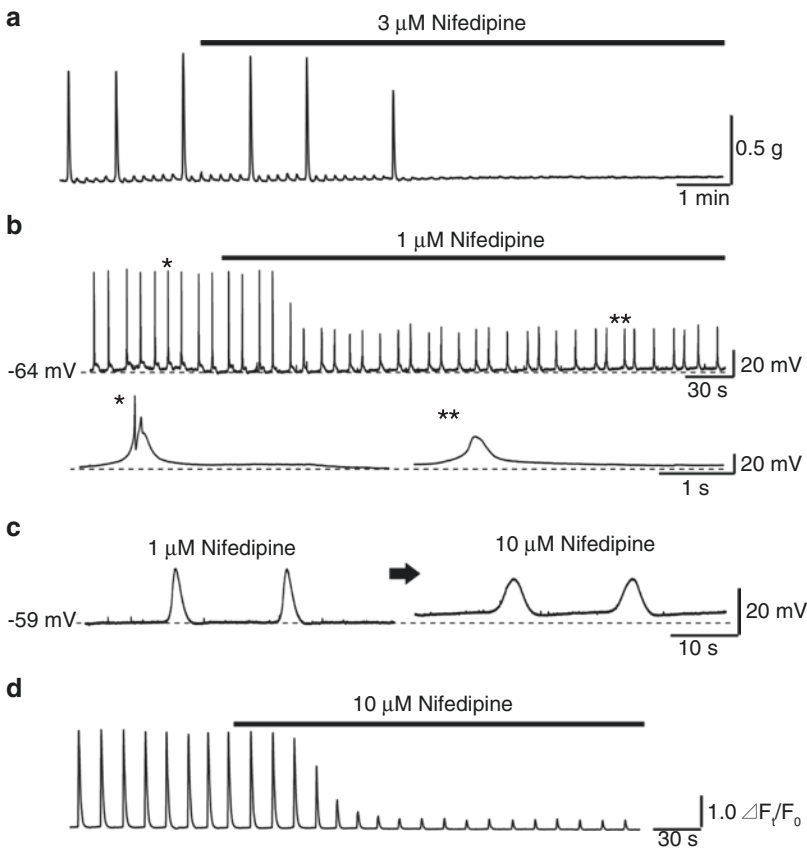 a
3 μM Nifedipine
0.5 g
1 min
b
1 μM Nifedipine
*
**
-64 mV
20 mV
30 s
*
**
20 mV
1 s
c
1 μM Nifedipine
10 μM Nifedipine
-59 mV
20 mV
10 s
d
10 μM Nifedipine
1.0 ⊿Ft/F0
30 s